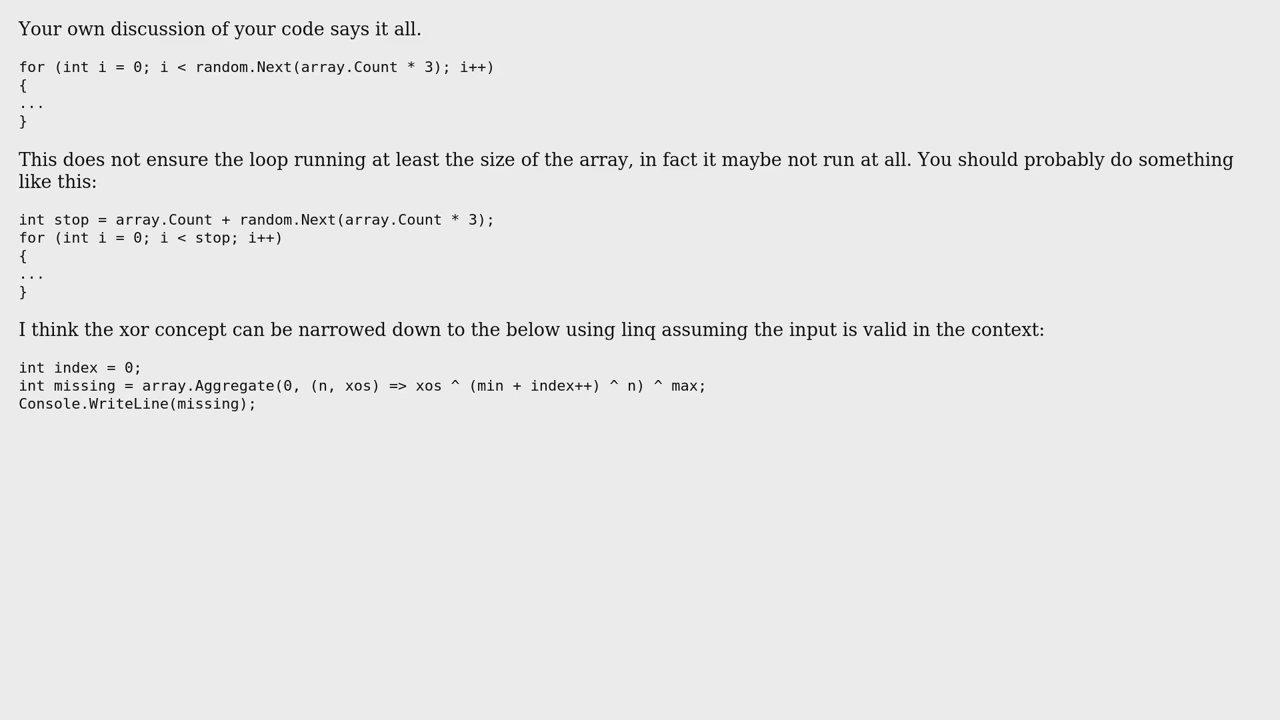 Your own discussion of your code says it all.
for (int i = 0; i < random.Next(array.Count * 3); i++)
{
...
}
This does not ensure the loop running at least the size of the array, in fact it maybe not run at all. You should probably do something
like this:
int stop = array.Count + random.Next(array.Count * 3);
for (int i = 0; i < stop; i++)
{
...
}
I think the xor concept can be narrowed down to the below using linq assuming the input is valid in the context:
int index = 0;
int missing = array.Aggregate(0, (n, xos) => xos ^ (min + index++) ^ n) ^ max;
Console.WriteLine(missing);